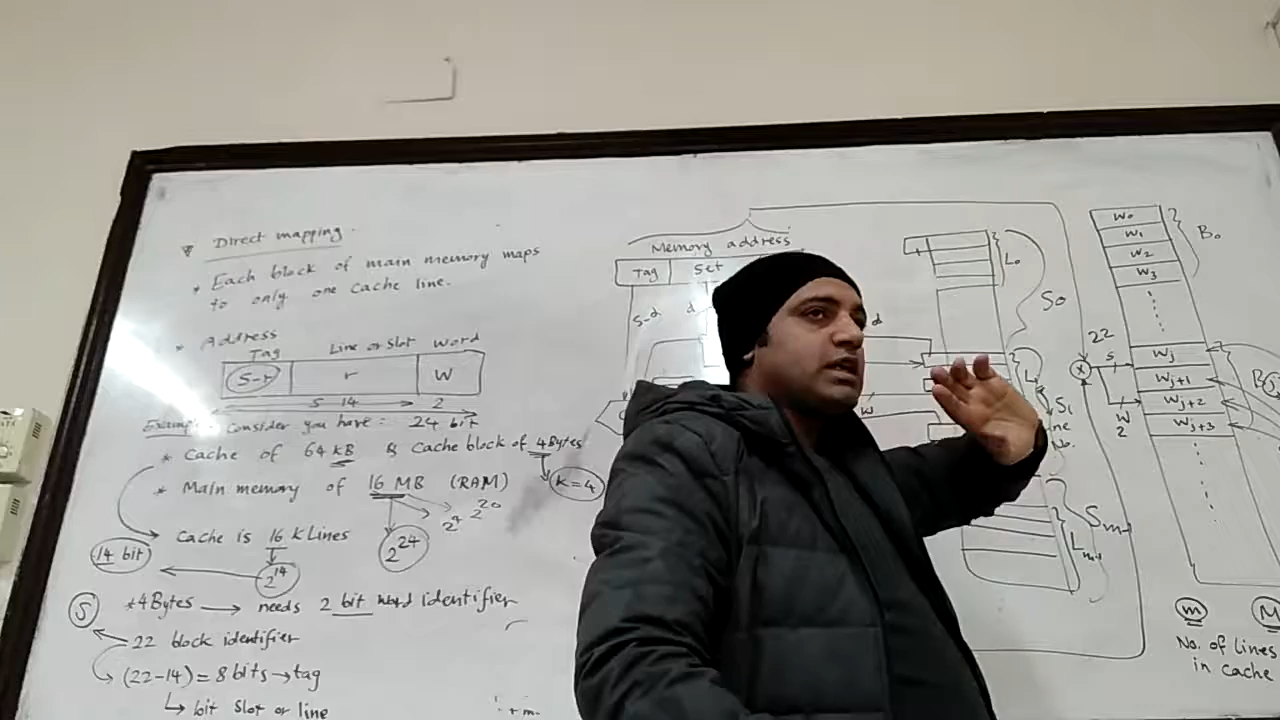 Direct mapping.
* Each block of main memory maps
to only one cache line.
* Address
Tag Line or Slot Word
S-r r W
S 14 2
Example: Consider you have: 24 bit
* Cache of 64 kB & Cache block of 4 Bytes
k=4
* Main memory of 16 MB (RAM)
2^4 2^20
2^24
cache is 16 k Lines
14 bit
2^14
S
*4 Bytes → needs 2 bit word identifier
22 block identifier
(22-14) = 8 bits → tag
↳ bit Slot or line
Memory address
Tag Set
S-d d
d
W
L0
S0
S1
Sm-1
Lm-1
22
S
X
W
2
W0
W1
W2
W3
B0
Wj
Wj+1
Wj+2
Wj+3
m
M
No. of lines
in cache